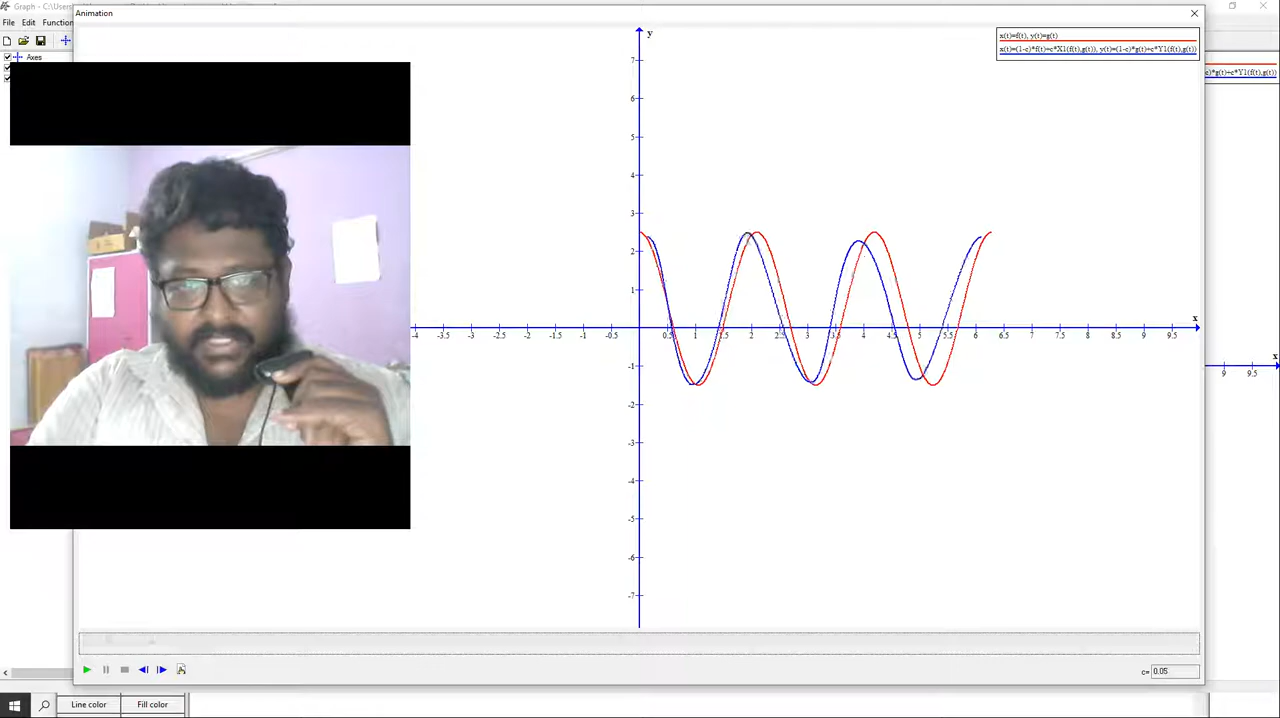 Graph - C:\Users\
Animation
File Edit Function
Axes
y
x(t)=f(t), y(t)=g(t)
x(t)=(1-c)*f(t)+c*X1(f(t),g(t)), y(t)=(1-c)*g(t)+c*Y1(f(t),g(t))
c)*g(t)+c*Y1(f(t),g(t))
7
6
5
4
3
2
1
x
-4 -3.5 -3 -2.5 -2 -1.5 -1 -0.5 0.5 1 1.5 2 2.5 3 3.5 4 4.5 5 5.5 6 6.5 7 7.5 8 8.5 9 9.5
x
9 9.5
-1
-2
-3
-4
-5
-6
-7
c= 0.05
Line color Fill color